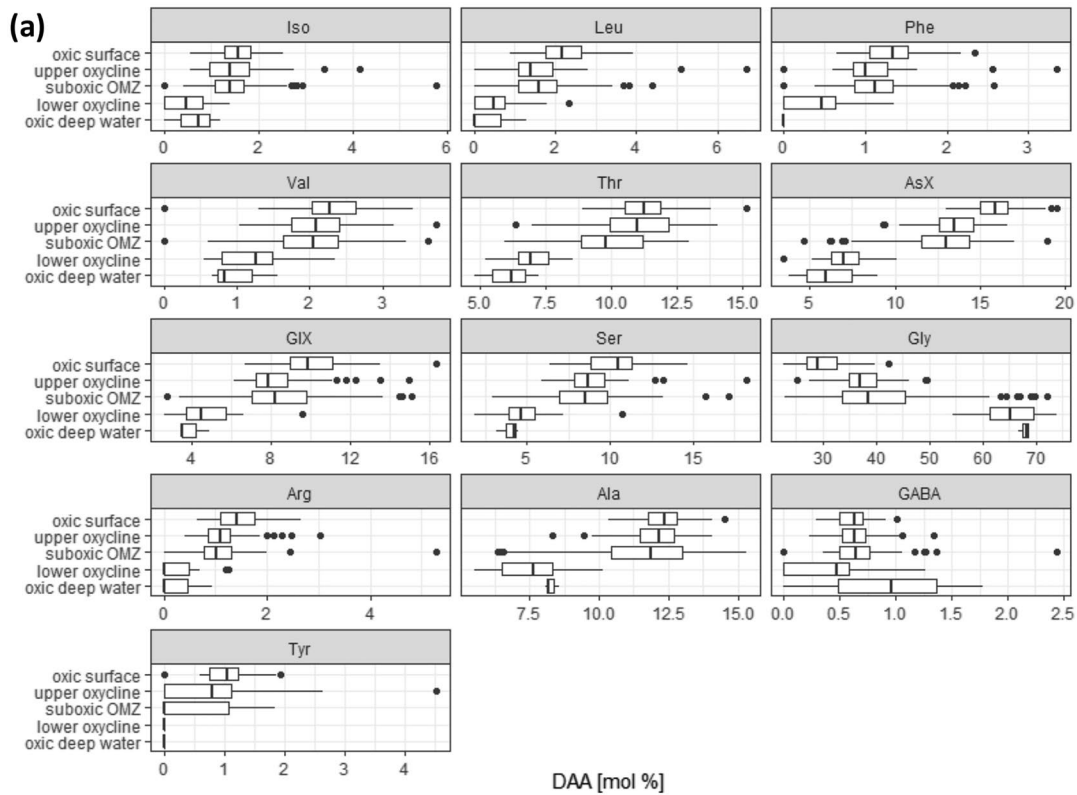 (a)
Iso Leu Phe
oxic surface
upper oxycline
suboxic OMZ
lower oxycline
oxic deep water
0 2 4 6 0 2 4 6 0 1 2 3
Val Thr AsX
oxic surface
upper oxycline
suboxic OMZ
lower oxycline
oxic deep water
0 1 2 3 5.0 7.5 10.0 12.5 15.0 5 10 15 20
GlX Ser Gly
oxic surface
upper oxycline
suboxic OMZ
lower oxycline
oxic deep water
4 8 12 16 5 10 15 30 40 50 60 70
Arg Ala GABA
oxic surface
upper oxycline
suboxic OMZ
lower oxycline
oxic deep water
0 2 4 7.5 10.0 12.5 15.0 0.0 0.5 1.0 1.5 2.0 2.5
Tyr
oxic surface
upper oxycline
suboxic OMZ
lower oxycline
oxic deep water
0 1 2 3 4
DAA [mol %]